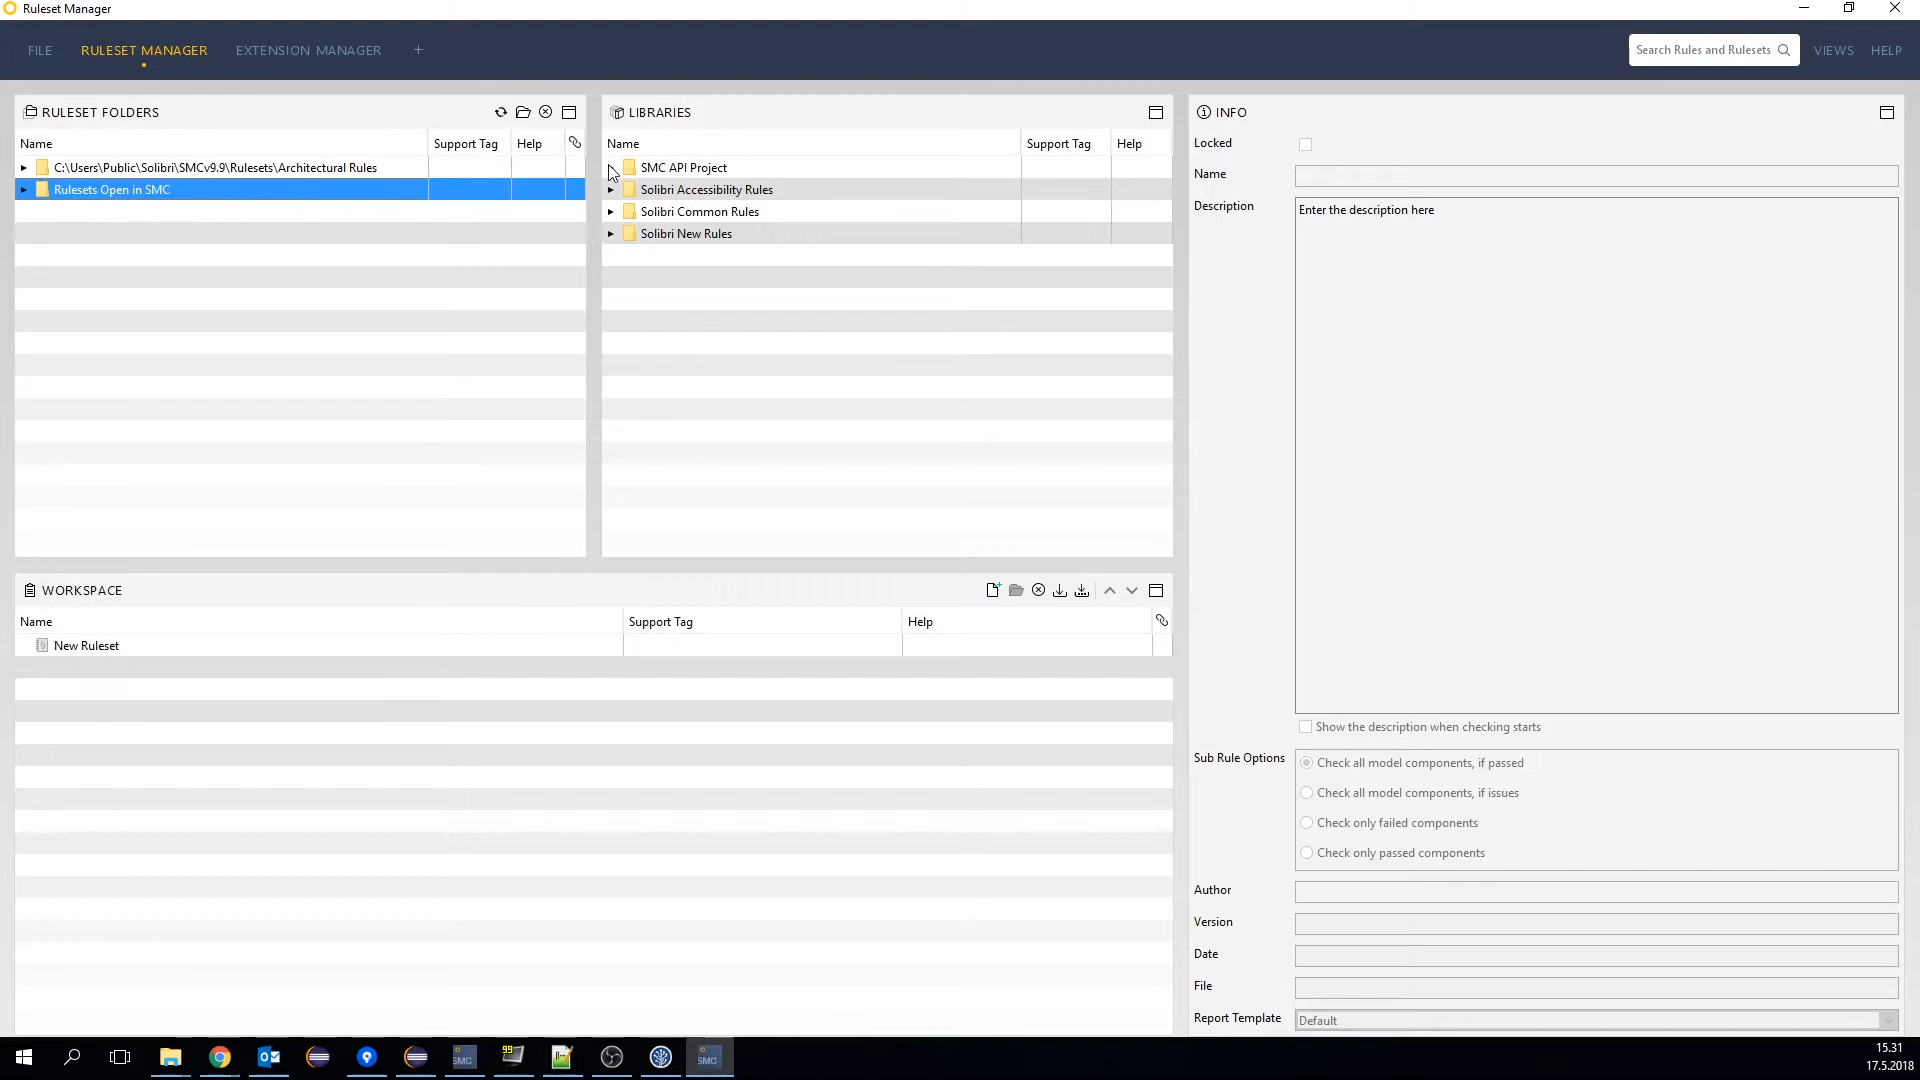 Ruleset Manager
FILE RULESET MANAGER EXTENSION MANAGER + Search Rules and Rulesets VIEWS HELP
RULESET FOLDERS
Name Support Tag Help
C:\Users\Public\Solibri\SMCv9.9\Rulesets\Architectural Rules
Rulesets Open in SMC
LIBRARIES
Name Support Tag Help
SMC API Project
Solibri Accessibility Rules
Solibri Common Rules
Solibri New Rules
WORKSPACE
Name Support Tag Help
New Ruleset
INFO
Locked
Name
Description Enter the description here
Show the description when checking starts
Sub Rule Options Check all model components, if passed
Check all model components, if issues
Check only failed components
Check only passed components
Author
Version
Date
File
Report Template Default
SMC 99 SMC
15.31
17.5.2018